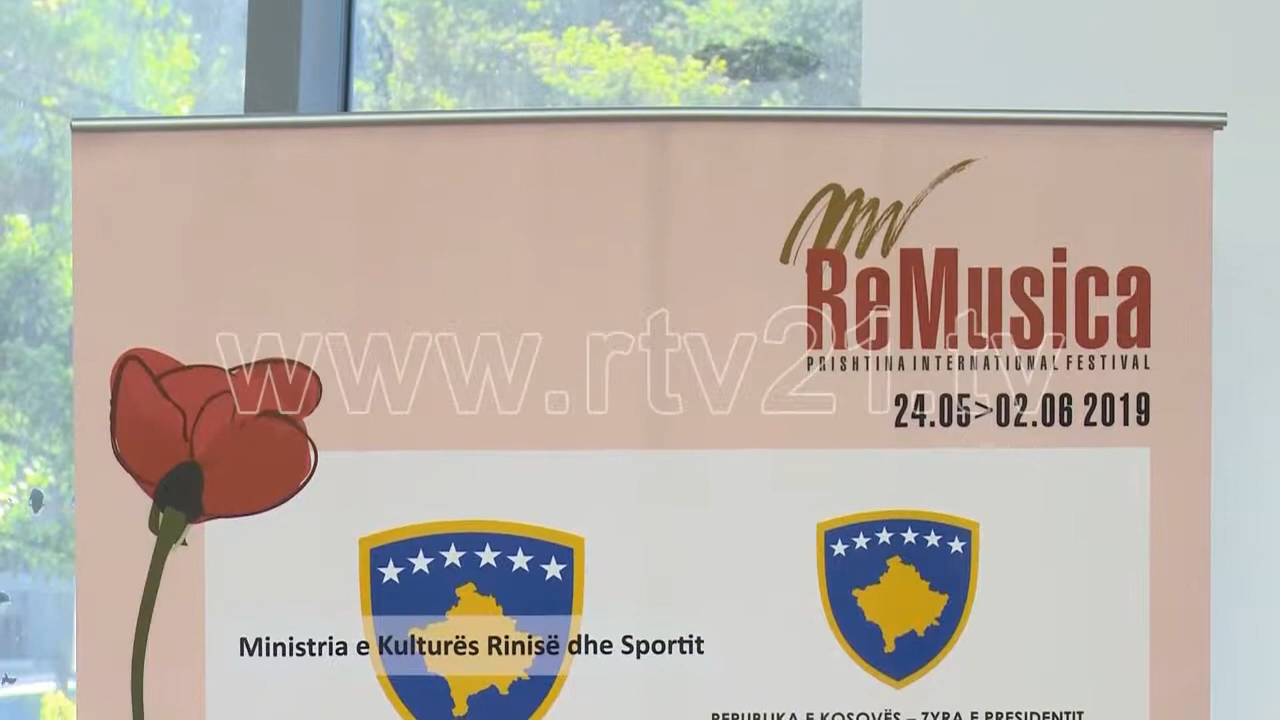 ReMusica
PRISHTINA INTERNATIONAL FESTIVAL
www.rtv21.tv
24.05>02.06 2019
Ministria e Kulturës Rinisë dhe Sportit
REPUBLIKA E KOSOVËS – ZYRA E PRESIDENTIT